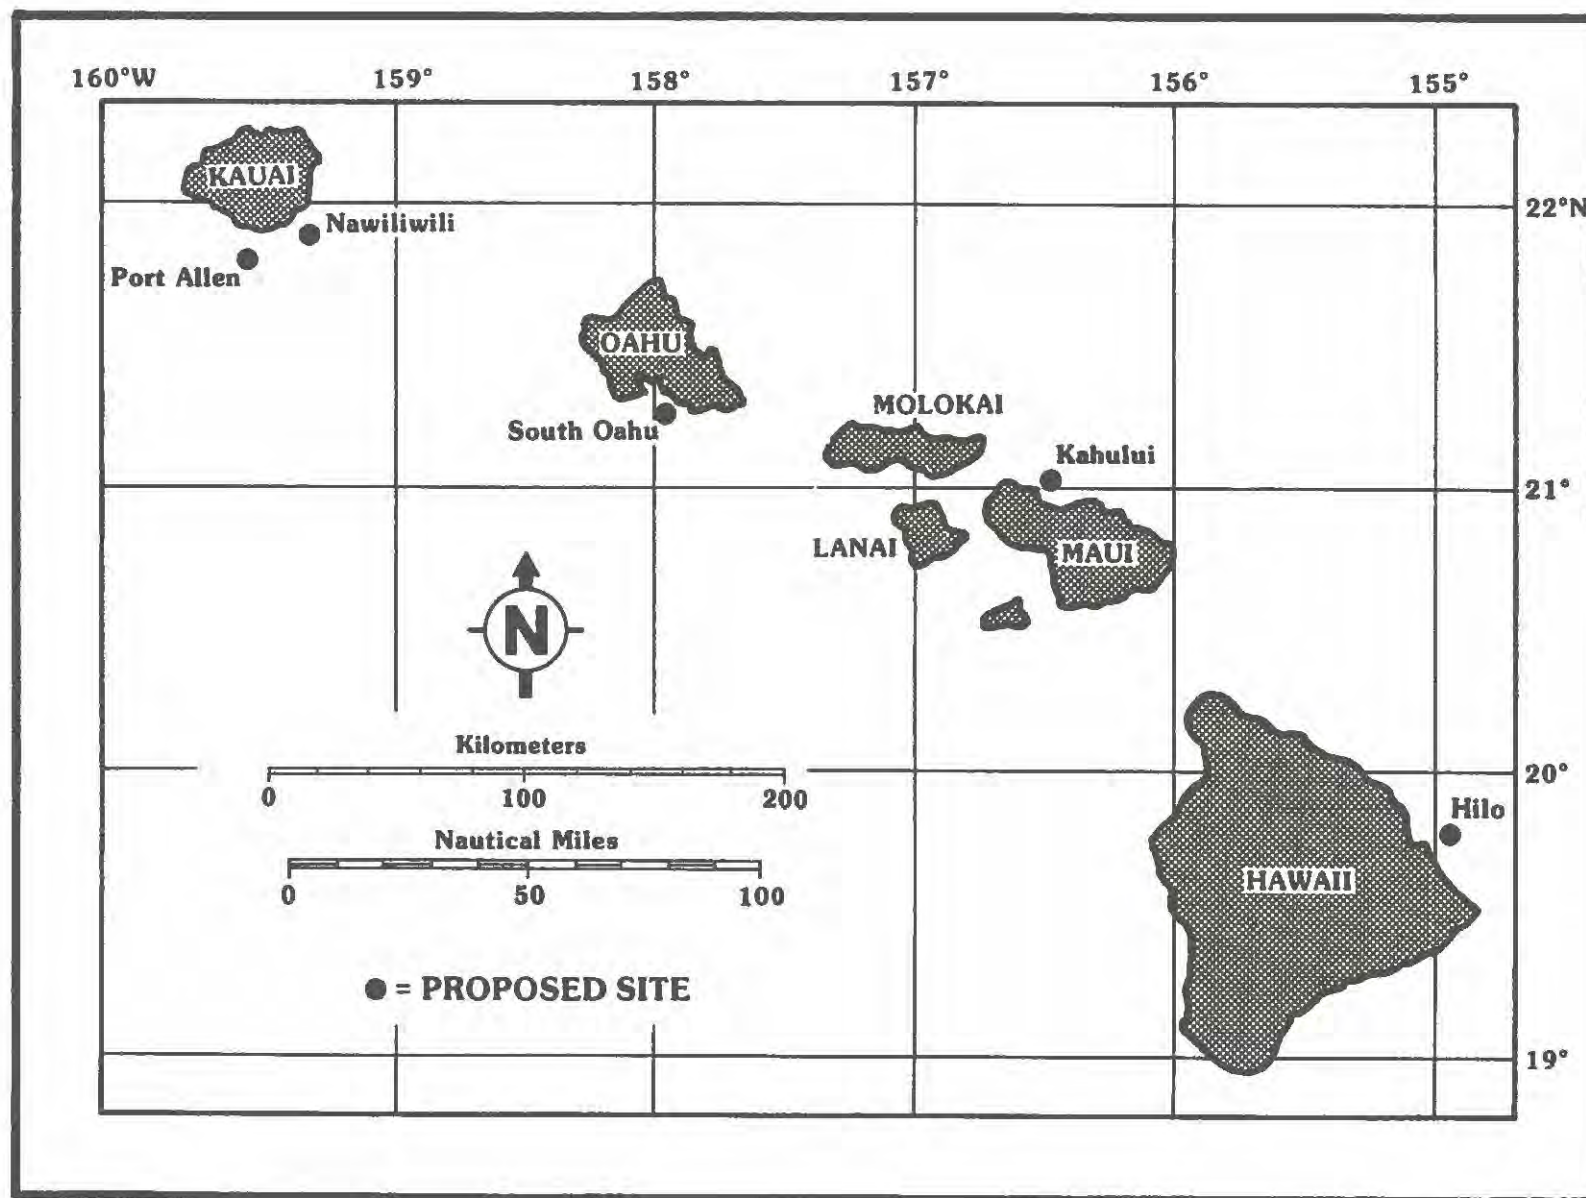 160°W 159° 158° 157° 156° 155°
KAUAI
22°N
Nawiliwili
Port Allen
OAHU
MOLOKAI
South Oahu
Kahului
21°
LANAI
MAUI
N
Kilometers
0 100 200
20°
Hilo
Nautical Miles
0 50 100
HAWAII
● = PROPOSED SITE
19°